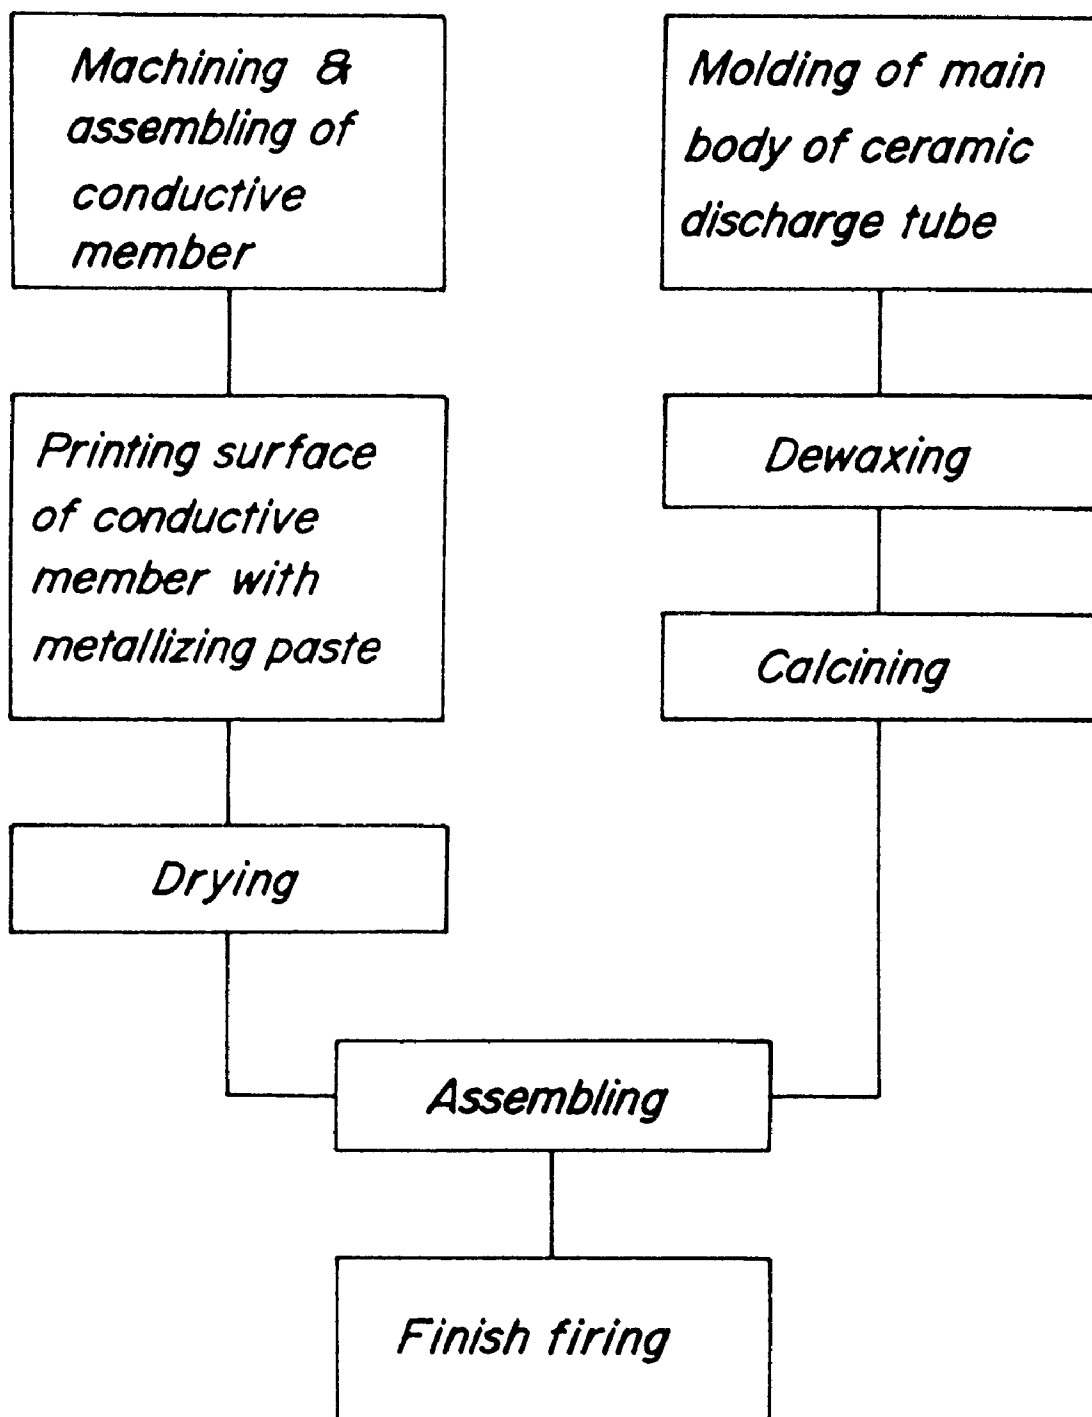 Machining &
assembling of
conductive
member
Molding of main
body of ceramic
discharge tube
Printing surface
of conductive
member with
metallizing paste
Dewaxing
Calcining
Drying
Assembling
Finish firing